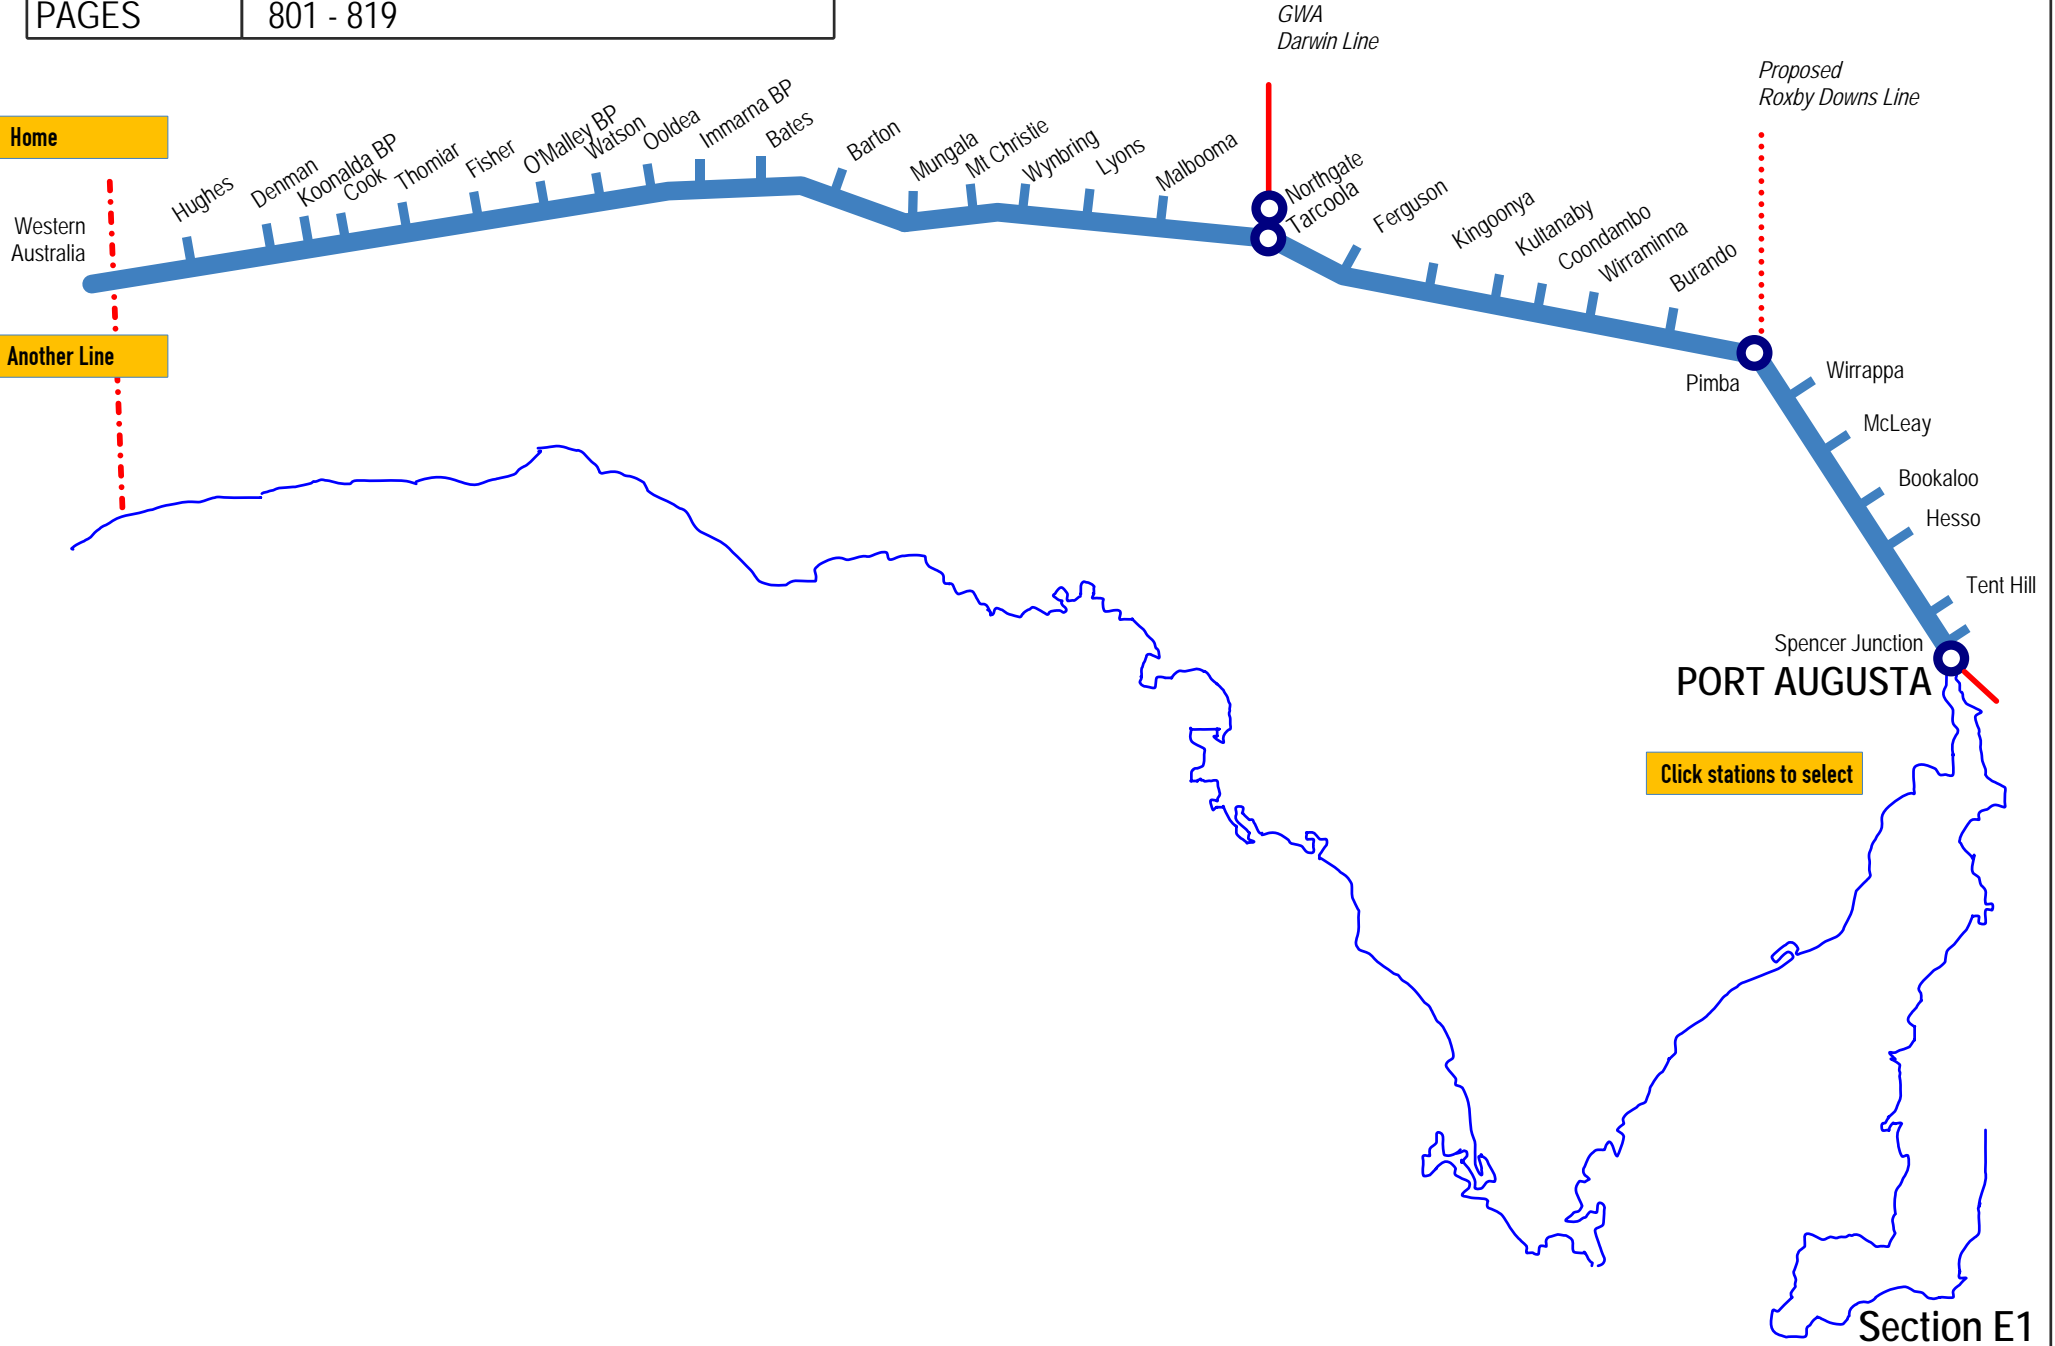 PAGES 801 - 819
GWA
Darwin Line
Proposed
Roxby Downs Line
Home
Western
Australia
Another Line
Hughes
Denman
Koonalda BP
Cook
Thomiar
Fisher
O'Malley BP
Watson
Ooldea
Immarna BP
Bates
Barton
Mungala
Mt Christie
Wynbring
Lyons
Malbooma
Northgate
Tarcoola
Ferguson
Kingoonya
Kultanaby
Coondambo
Wirraminna
Burando
Pimba
Wirrappa
McLeay
Bookaloo
Hesso
Tent Hill
Spencer Junction
PORT AUGUSTA
Click stations to select
Section E1